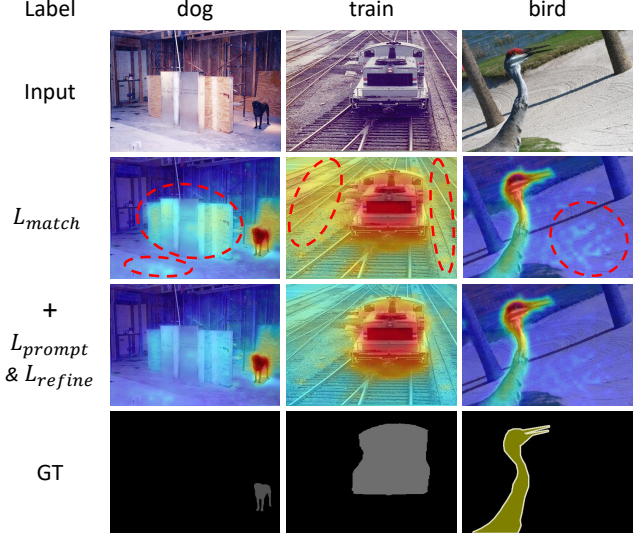 Label dog train bird
Input
L_match
+
L_prompt
& L_refine
GT